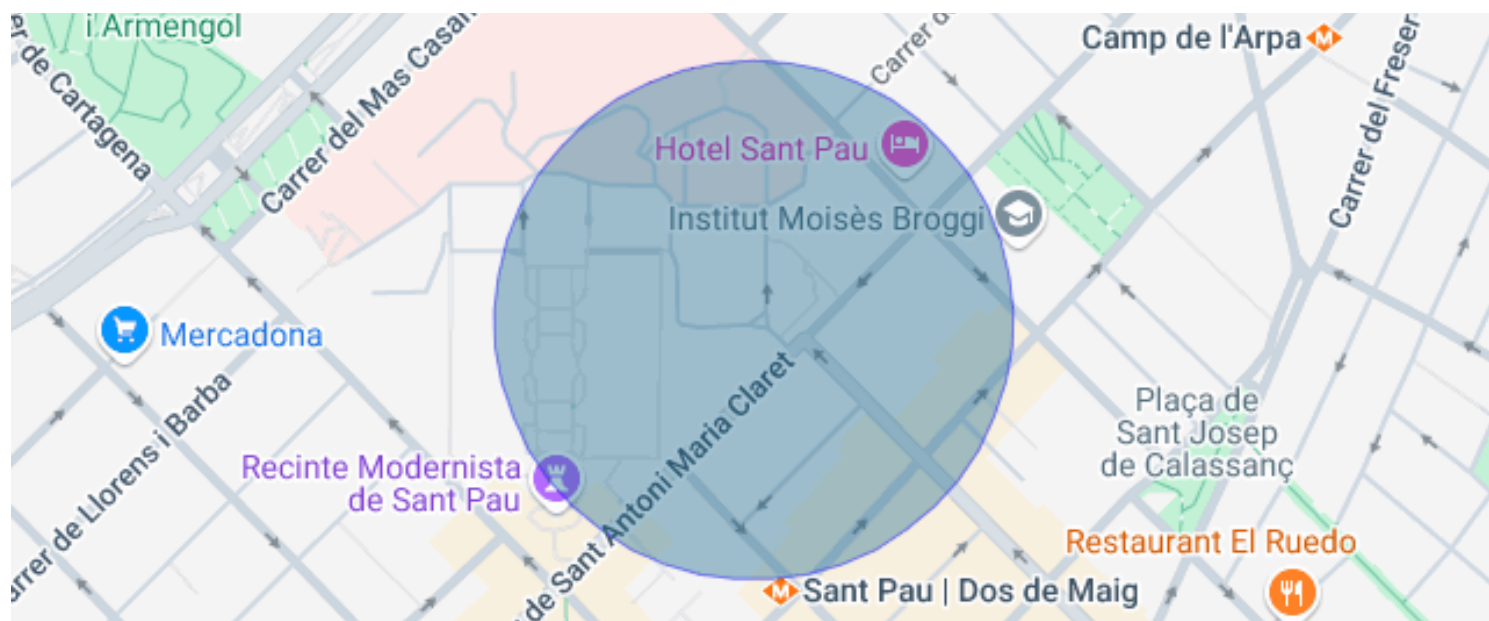 i Armengol
Camp de l'Arpa
Carrer del Mas Casan
Carrer d
er de Cartagena
Carrer del Freser
Hotel Sant Pau
Institut Moisès Broggi
Mercadona
Plaça de
Sant Josep
de Calassanç
Recinte Modernista
de Sant Pau
arrer de Llorens i Barba
de Sant Antoni Maria Claret
Restaurant El Ruedo
Sant Pau | Dos de Maig